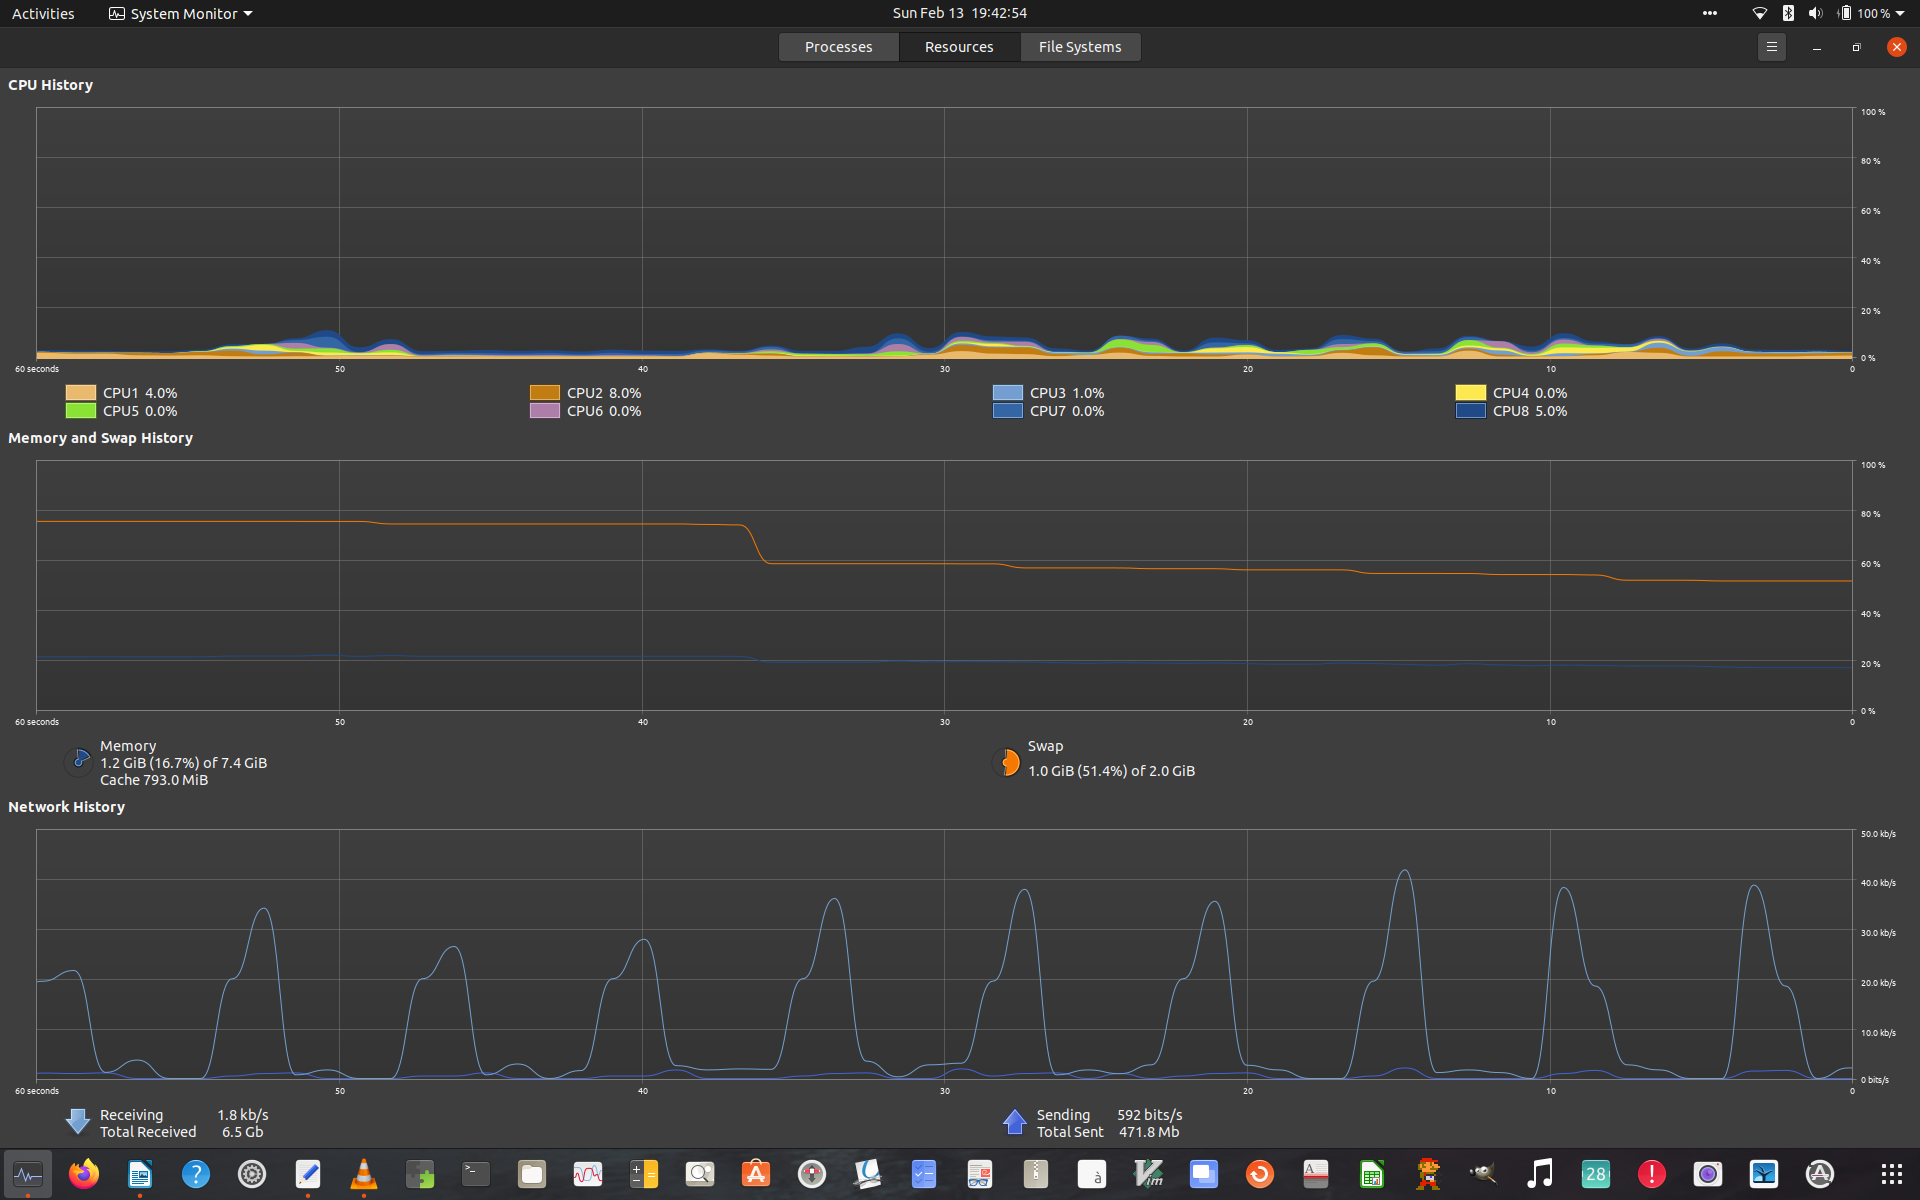 Activities
System Monitor
Sun Feb 13 19:42:54
100 %
Processes
Resources
File Systems
CPU History
100 %
80 %
60 %
40 %
20 %
0 %
60 seconds
50
40
30
20
10
0
CPU1 4.0%
CPU2 8.0%
CPU3 1.0%
CPU4 0.0%
CPU5 0.0%
CPU6 0.0%
CPU7 0.0%
CPU8 5.0%
Memory and Swap History
100 %
80 %
60 %
40 %
20 %
0 %
60 seconds
50
40
30
20
10
0
Memory
1.2 GiB (16.7%) of 7.4 GiB
Cache 793.0 MiB
Swap
1.0 GiB (51.4%) of 2.0 GiB
Network History
50.0 kb/s
40.0 kb/s
30.0 kb/s
20.0 kb/s
10.0 kb/s
0 bits/s
60 seconds
50
40
30
20
10
0
Receiving 1.8 kb/s
Total Received 6.5 Gb
Sending 592 bits/s
Total Sent 471.8 Mb
?
>_
à
Vim
A
28
!